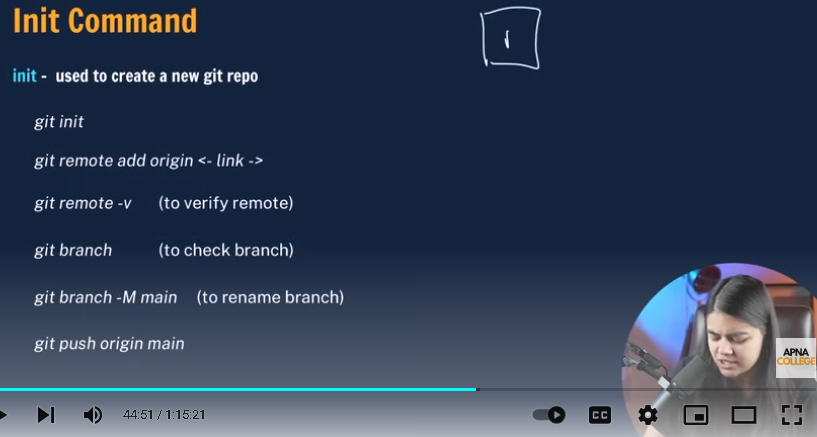 Init Command
init - used to create a new git repo
git init
git remote add origin <- link ->
git remote -v (to verify remote)
git branch (to check branch)
git branch -M main (to rename branch)
git push origin main
APNA
COLLEGE
44:51 / 1:15:21
CC